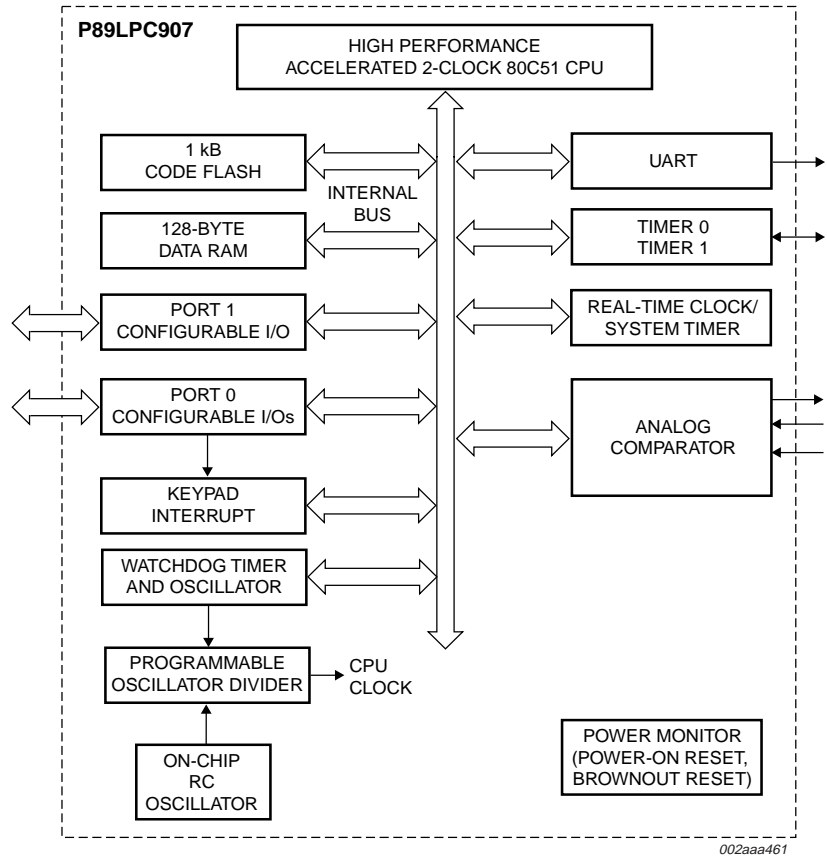 P89LPC907
HIGH PERFORMANCE
ACCELERATED 2-CLOCK 80C51 CPU
1 kB
CODE FLASH
INTERNAL
BUS
128-BYTE
DATA RAM
PORT 1
CONFIGURABLE I/O
PORT 0
CONFIGURABLE I/Os
KEYPAD
INTERRUPT
WATCHDOG TIMER
AND OSCILLATOR
PROGRAMMABLE
OSCILLATOR DIVIDER
CPU
CLOCK
ON-CHIP
RC
OSCILLATOR
UART
TIMER 0
TIMER 1
REAL-TIME CLOCK/
SYSTEM TIMER
ANALOG
COMPARATOR
POWER MONITOR
(POWER-ON RESET,
BROWNOUT RESET)
002aaa461